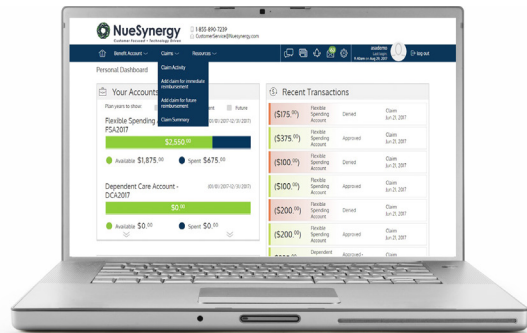 NueSynergy
Customer Focused • Technology Driven
1-855-890-7239
CustomerService@Nuesynergy.com
Benefit Account
Claims
Resources
asademo
Last login:
Log out
Personal Dashboard
Claim Activity
Add claim for immediate
reimbursement
Add claim for future
reimbursement
Claim Summary
Your Accounts
Plan years to show:
Future
Flexible Spending
FSA2017
$2,550.00
Available $1,875.00
Spent $675.00
Dependent Care Account -
DCA2017
$0.00
Available $0.00
Spent $0.00
Recent Transactions
($175.00) Flexible Spending Account Denied Claim Jun 21, 2017
($375.00) Flexible Spending Account Approved Claim Jun 21, 2017
($100.00) Flexible Spending Account Denied Claim Jun 21, 2017
($100.00) Flexible Spending Account Approved Claim Jun 21, 2017
($200.00) Flexible Spending Account Denied Claim Jun 21, 2017
($200.00) Flexible Spending Account Approved Claim Jun 21, 2017
Dependent Approved - Claim